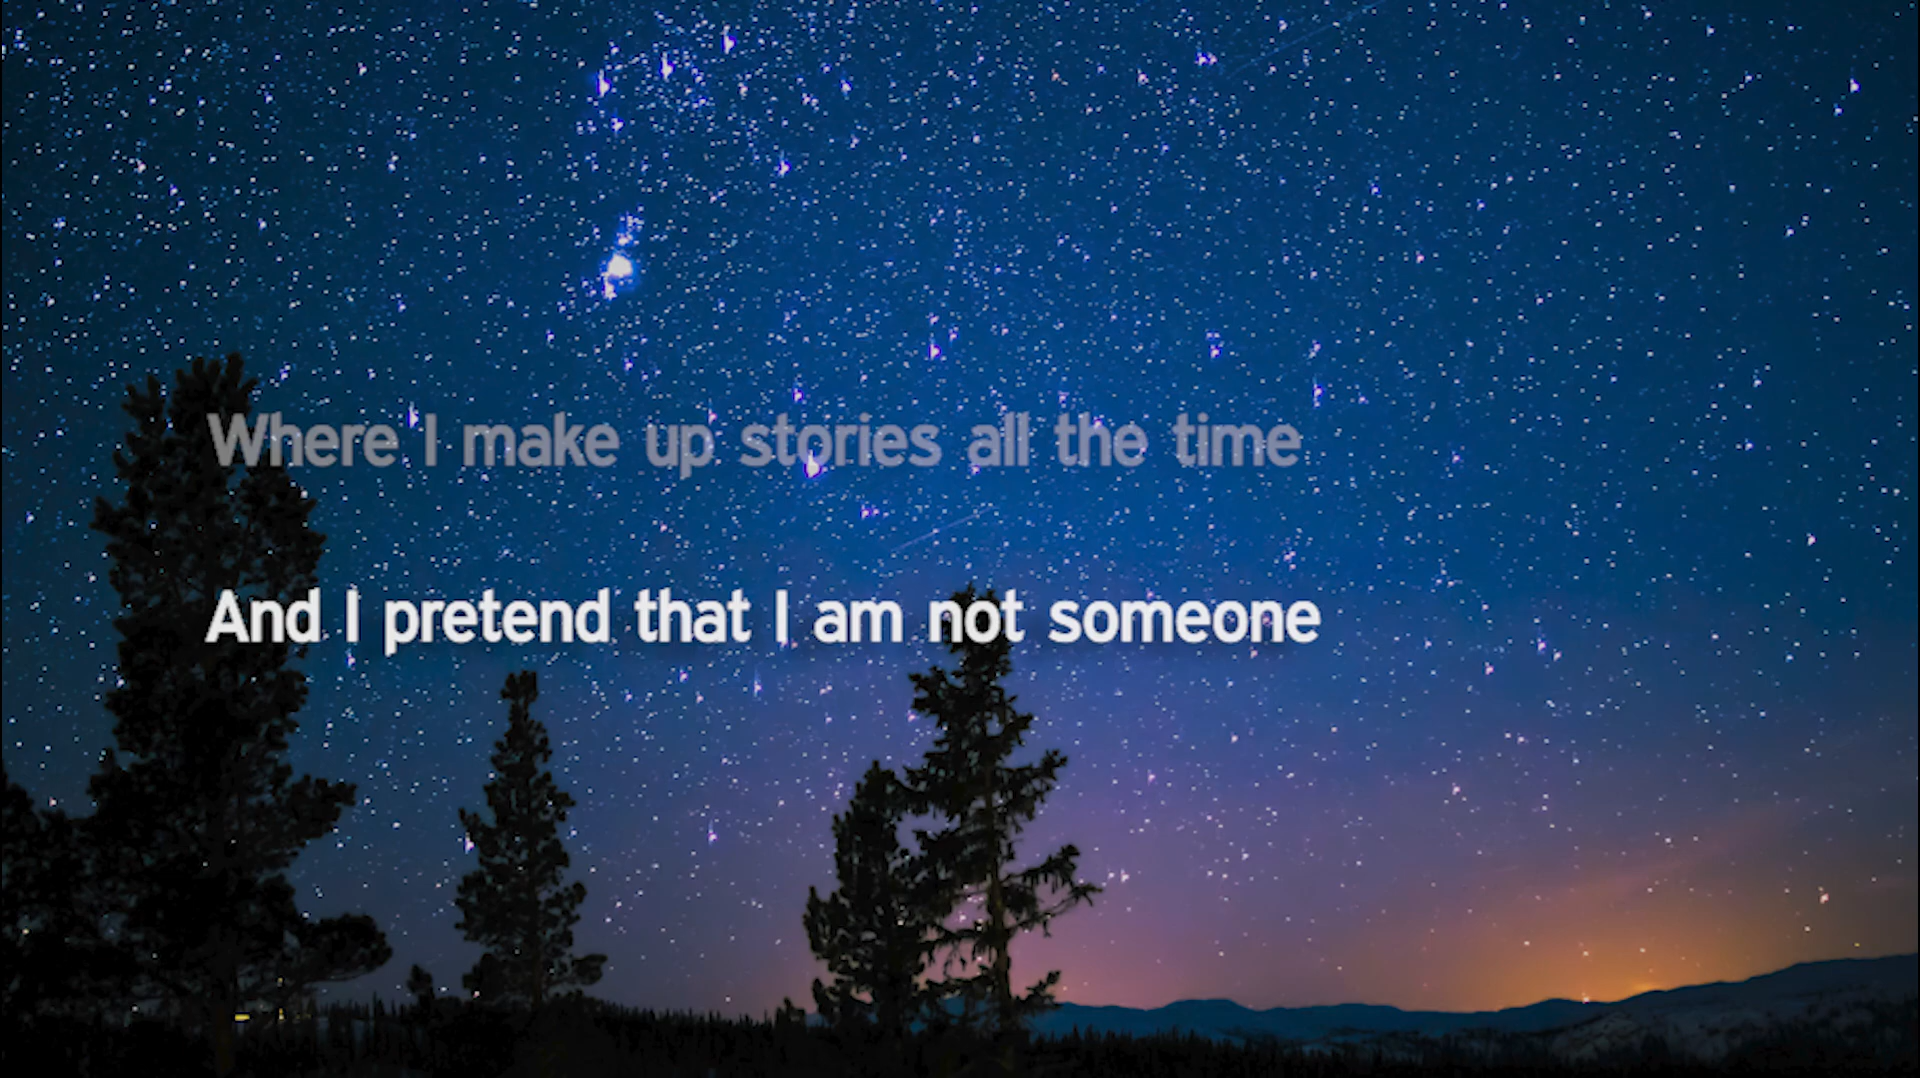 Where I make up stories all the time
And I pretend that I am not someone